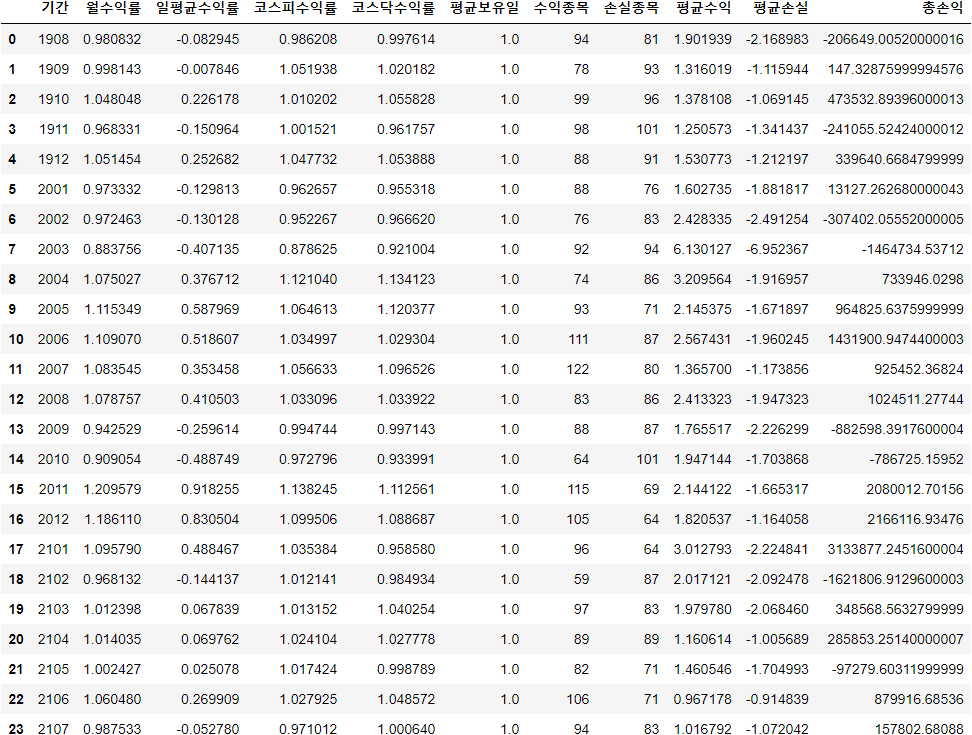 기간 월수익률 일평균수익률 코스피수익률 코스닥수익률 평균보유일 수익종목 손실종목 평균수익 평균손실 총손익
0 1908 0.980832 -0.082945 0.986208 0.997614 1.0 94 81 1.901939 -2.168983 -206649.00520000016
1 1909 0.998143 -0.007846 1.051938 1.020182 1.0 78 93 1.316019 -1.115944 147.32875999994576
2 1910 1.048048 0.226178 1.010202 1.055828 1.0 99 96 1.378108 -1.069145 473532.89396000013
3 1911 0.968331 -0.150964 1.001521 0.961757 1.0 98 101 1.250573 -1.341437 -241055.52424000012
4 1912 1.051454 0.252682 1.047732 1.053888 1.0 88 91 1.530773 -1.212197 339640.6684799999
5 2001 0.973332 -0.129813 0.962657 0.955318 1.0 88 76 1.602735 -1.881817 13127.262680000043
6 2002 0.972463 -0.130128 0.952267 0.966620 1.0 76 83 2.428335 -2.491254 -307402.05552000005
7 2003 0.883756 -0.407135 0.878625 0.921004 1.0 92 94 6.130127 -6.952367 -1464734.53712
8 2004 1.075027 0.376712 1.121040 1.134123 1.0 74 86 3.209564 -1.916957 733946.0298
9 2005 1.115349 0.587969 1.064613 1.120377 1.0 93 71 2.145375 -1.671897 964825.6375999999
10 2006 1.109070 0.518607 1.034997 1.029304 1.0 111 87 2.567431 -1.960245 1431900.9474400003
11 2007 1.083545 0.353458 1.056633 1.096526 1.0 122 80 1.365700 -1.173856 925452.36824
12 2008 1.078757 0.410503 1.033096 1.033922 1.0 83 86 2.413323 -1.947323 1024511.27744
13 2009 0.942529 -0.259614 0.994744 0.997143 1.0 88 87 1.765517 -2.226299 -882598.3917600004
14 2010 0.909054 -0.488749 0.972796 0.933991 1.0 64 101 1.947144 -1.703868 -786725.15952
15 2011 1.209579 0.918255 1.138245 1.112561 1.0 115 69 2.144122 -1.665317 2080012.70156
16 2012 1.186110 0.830504 1.099506 1.088687 1.0 105 64 1.820537 -1.164058 2166116.93476
17 2101 1.095790 0.488467 1.035384 0.958580 1.0 96 64 3.012793 -2.224841 3133877.2451600004
18 2102 0.968132 -0.144137 1.012141 0.984934 1.0 59 87 2.017121 -2.092478 -1621806.9129600003
19 2103 1.012398 0.067839 1.013152 1.040254 1.0 97 83 1.979780 -2.068460 348568.5632799999
20 2104 1.014035 0.069762 1.024104 1.027778 1.0 89 89 1.160614 -1.005689 285853.25140000007
21 2105 1.002427 0.025078 1.017424 0.998789 1.0 82 71 1.460546 -1.704993 -97279.60311999999
22 2106 1.060480 0.269909 1.027925 1.048572 1.0 106 71 0.967178 -0.914839 879916.68536
23 2107 0.987533 -0.052780 0.971012 1.000640 1.0 94 83 1.016792 -1.072042 157802.68088